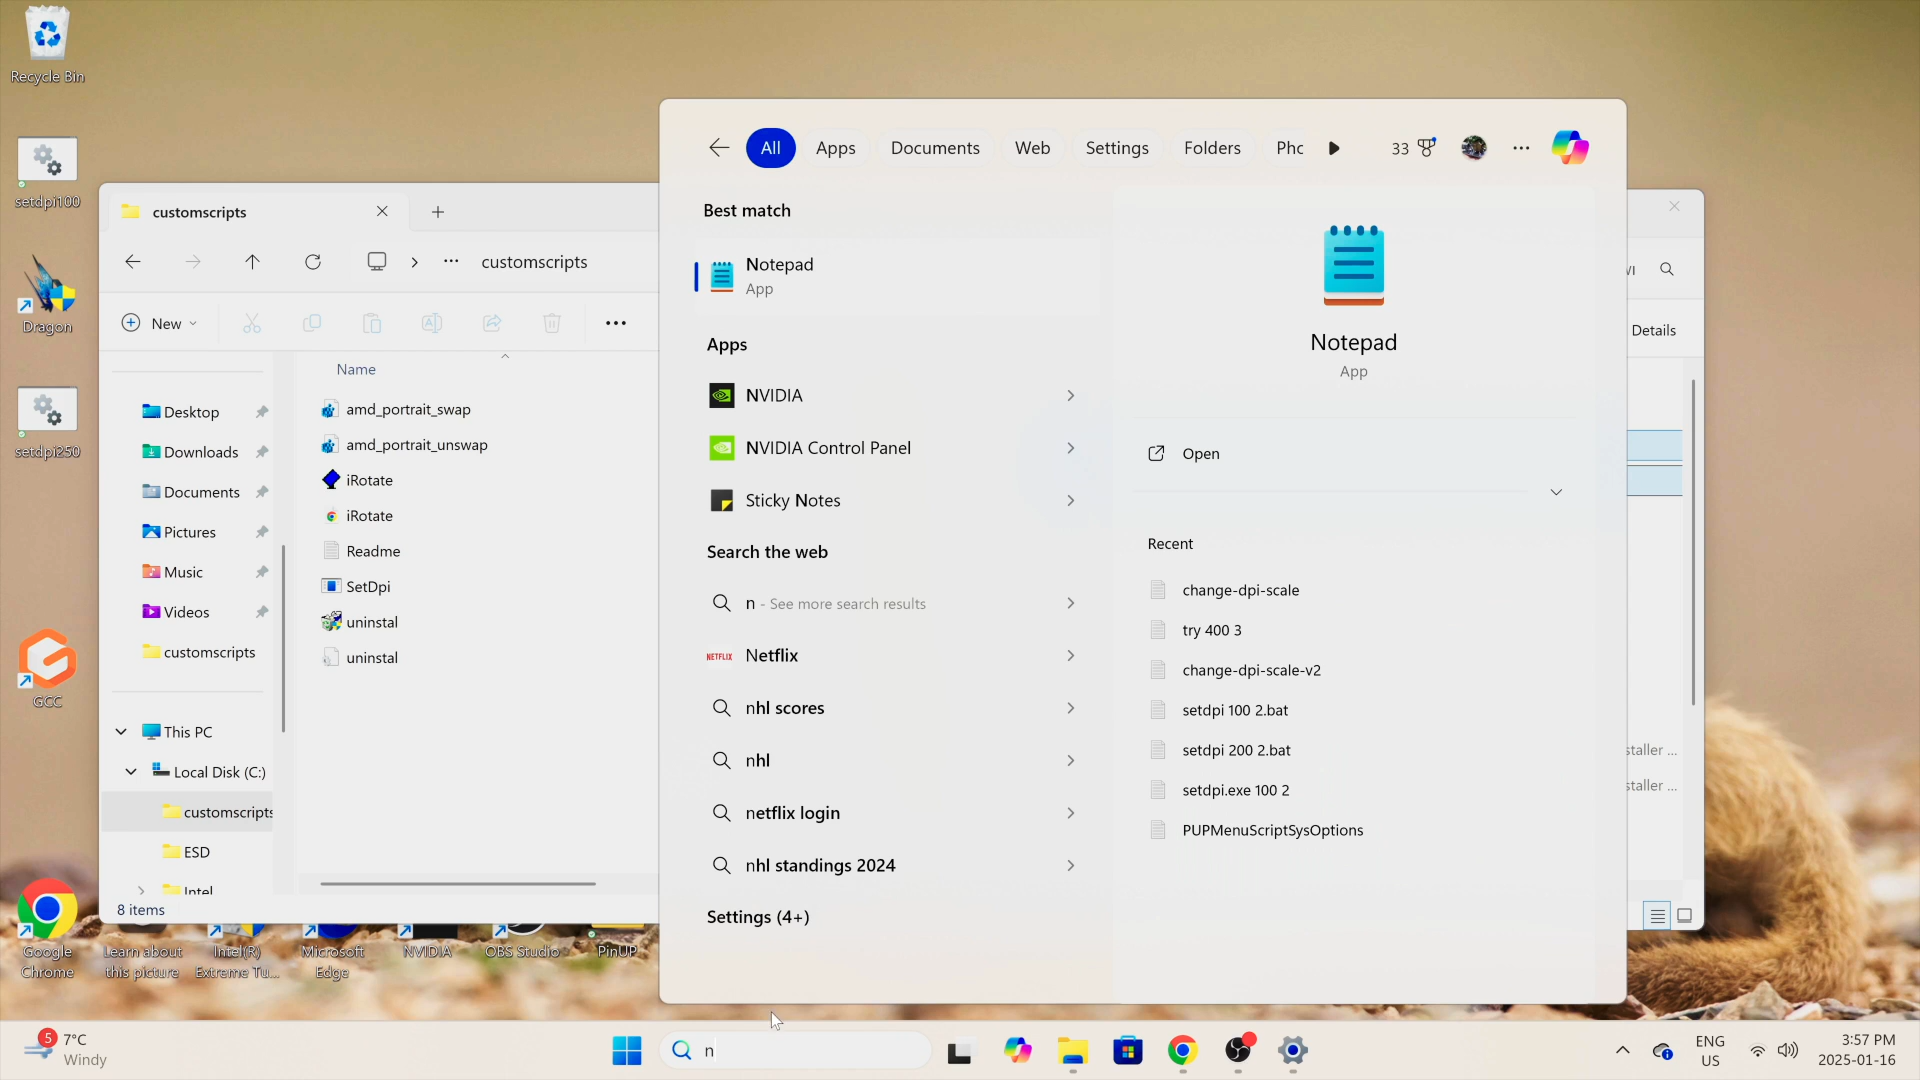 Recycle Bin
setdpi100
Dragon
setdpi250
GCC
Google
Chrome
Learn about
this picture
Intel(R)
Extreme Tu...
Microsoft
Edge
NVIDIA
OBS Studio
PinUP
customscripts
customscripts
New
Name
Desktop
Downloads
Documents
Pictures
Music
Videos
customscripts
This PC
Local Disk (C:)
customscripts
ESD
Intel
amd_portrait_swap
amd_portrait_unswap
iRotate
iRotate
Readme
SetDpi
uninstal
uninstal
8 items
All
Apps
Documents
Web
Settings
Folders
Phc
33
Best match
Notepad
App
Apps
NVIDIA
NVIDIA Control Panel
Sticky Notes
Search the web
n - See more search results
NETFLIX
Netflix
nhl scores
nhl
netflix login
nhl standings 2024
Settings (4+)
Notepad
App
Open
Recent
change-dpi-scale
try 400 3
change-dpi-scale-v2
setdpi 100 2.bat
setdpi 200 2.bat
setdpi.exe 100 2
PUPMenuScriptSysOptions
Details
staller ...
staller ...
5
7°C
Windy
n
ENG
US
3:57 PM
2025-01-16